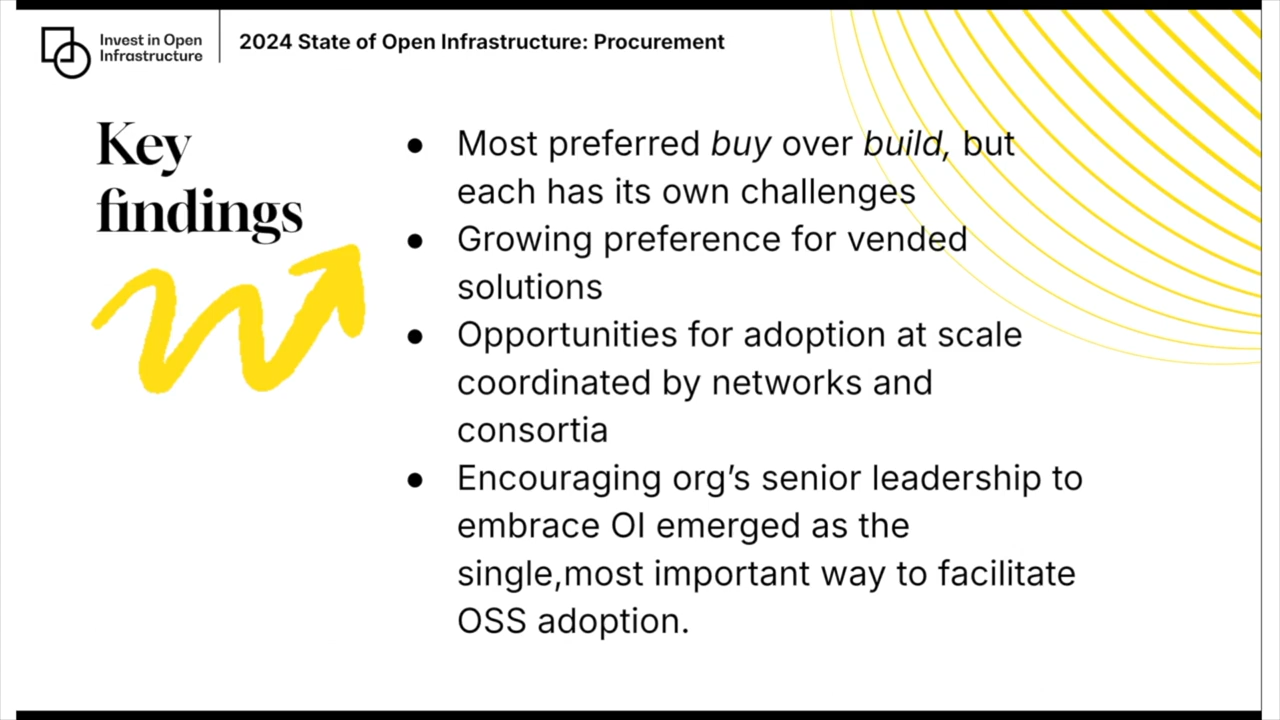 Invest in Open
Infrastructure
2024 State of Open Infrastructure: Procurement
Key
findings
● Most preferred buy over build, but
each has its own challenges
● Growing preference for vended
solutions
● Opportunities for adoption at scale
coordinated by networks and
consortia
● Encouraging org’s senior leadership to
embrace OI emerged as the
single,most important way to facilitate
OSS adoption.